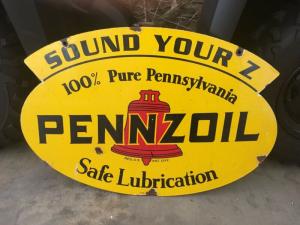 SOUND YOUR Z
100% Pure Pennsylvania
PENNZOIL
Safe Lubrication